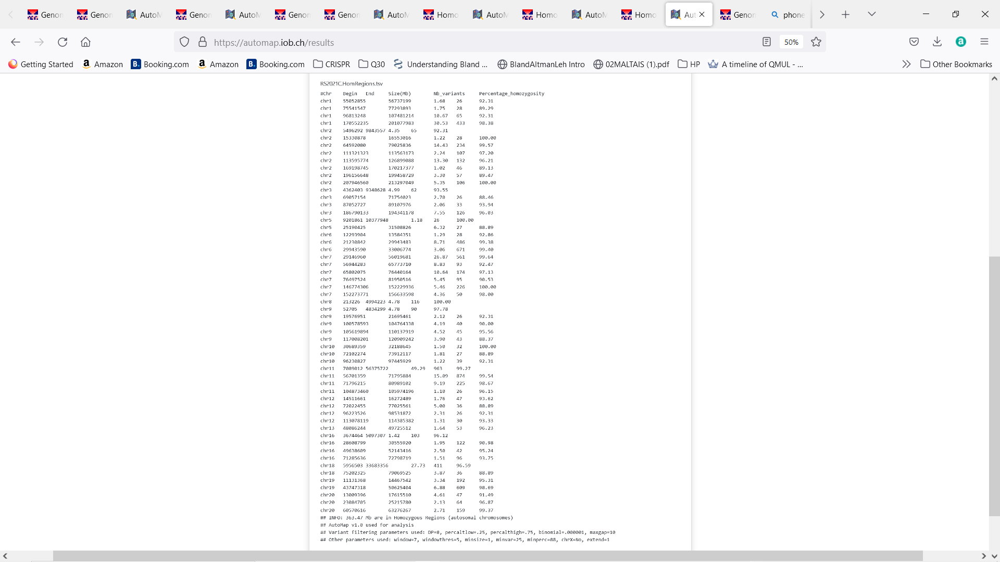 Genon
Genon
AutoM
Genon
AutoM
Genon
Genon
AutoM
Homo
AutoM
Homo
AutoM
Homo
Aut
Genon
phone
https://automap.iob.ch/results
50%
Getting Started
Amazon
Booking.com
Amazon
Booking.com
CRISPR
Q30
Understanding Bland ...
BlandAltmanLeh Intro
02MALTAIS (1).pdf
HP
A timeline of QMUL - ...
Other Bookmarks
RS2021C.HomRegions.tsv
#Chr Begin End Size(Mb) Nb_variants Percentage_homozygosity
chr1 55052855 56737199 1.68 26 92.31
chr1 75541547 77293893 1.75 28 89.29
chr1 96813248 107481214 10.67 65 92.31
chr1 170552235 201077983 30.53 433 98.38
chr2 5496292 9843557 4.35 65 92.31
chr2 15330878 16553016 1.22 28 100.00
chr2 64592080 79025836 14.43 234 99.57
chr2 111321323 113563173 2.24 107 97.20
chr2 113595774 126899088 13.30 132 96.21
chr2 169198745 170217377 1.02 46 89.13
chr2 196156648 199458729 3.30 57 89.47
chr2 207946560 213297049 5.35 106 100.00
chr3 4362403 9348628 4.99 62 93.55
chr3 69057154 71754023 2.70 26 88.46
chr3 87052727 89107976 2.06 33 93.94
chr3 186790133 194341178 7.55 126 96.03
chr5 9201861 10377948 1.18 26 100.00
chr5 25190425 31508826 6.32 27 88.89
chr6 12293904 13584351 1.29 28 92.86
chr6 21230842 29943483 8.71 486 99.38
chr6 29943590 33006774 3.06 671 99.40
chr7 29146960 56019681 26.87 561 99.64
chr7 56944283 65773710 8.83 93 92.47
chr7 65802075 76440164 10.64 174 97.13
chr7 76497524 81950516 5.45 95 90.53
chr7 146774306 152229936 5.46 226 100.00
chr7 152273771 156633598 4.36 50 98.00
chr8 213226 4994223 4.78 116 100.00
chr9 52705 4834299 4.78 90 97.78
chr9 19576951 21695461 2.12 26 92.31
chr9 100578593 104764338 4.19 40 90.00
chr9 105619894 110137919 4.52 45 95.56
chr9 117008201 120909242 3.90 43 88.37
chr10 30689359 32188645 1.50 32 100.00
chr10 72102274 73912117 1.81 27 88.89
chr10 96230827 97445929 1.22 39 92.31
chr11 7089012 56375722 49.29 963 99.27
chr11 56701359 71795884 15.09 874 99.54
chr11 71796215 80989102 9.19 225 98.67
chr11 104873460 105974196 1.10 26 96.15
chr12 14511661 16272489 1.76 47 93.62
chr12 72022455 77025561 5.00 36 88.89
chr12 96223526 98531872 2.31 26 92.31
chr12 113078119 114385382 1.31 30 93.33
chr13 48086244 49725512 1.64 53 96.23
chr16 3674464 5097307 1.42 103 96.12
chr16 28608799 30555920 1.95 122 90.98
chr16 49638609 52143416 2.50 42 95.24
chr16 71285636 72798719 1.51 96 93.75
chr18 5956503 33683356 27.73 411 96.59
chr18 75202325 79069525 3.87 36 88.89
chr19 11131368 14467542 3.34 192 95.31
chr19 43747318 50625404 6.88 609 98.69
chr20 13009396 17615510 4.61 47 91.49
chr20 23084705 25215780 2.13 64 96.87
chr20 60570616 63276267 2.71 159 99.37
## INFO: 363.47 Mb are in Homozygous Regions (autosomal chromosomes)
## AutoMap v1.0 used for analysis
## Variant filtering parameters used: DP=8, percaltlow=.25, percalthigh=.75, binomial=.000001, maxgap=10
## Other parameters used: window=7, windowthres=5, minsize=1, minvar=25, minperc=88, chrX=No, extend=1